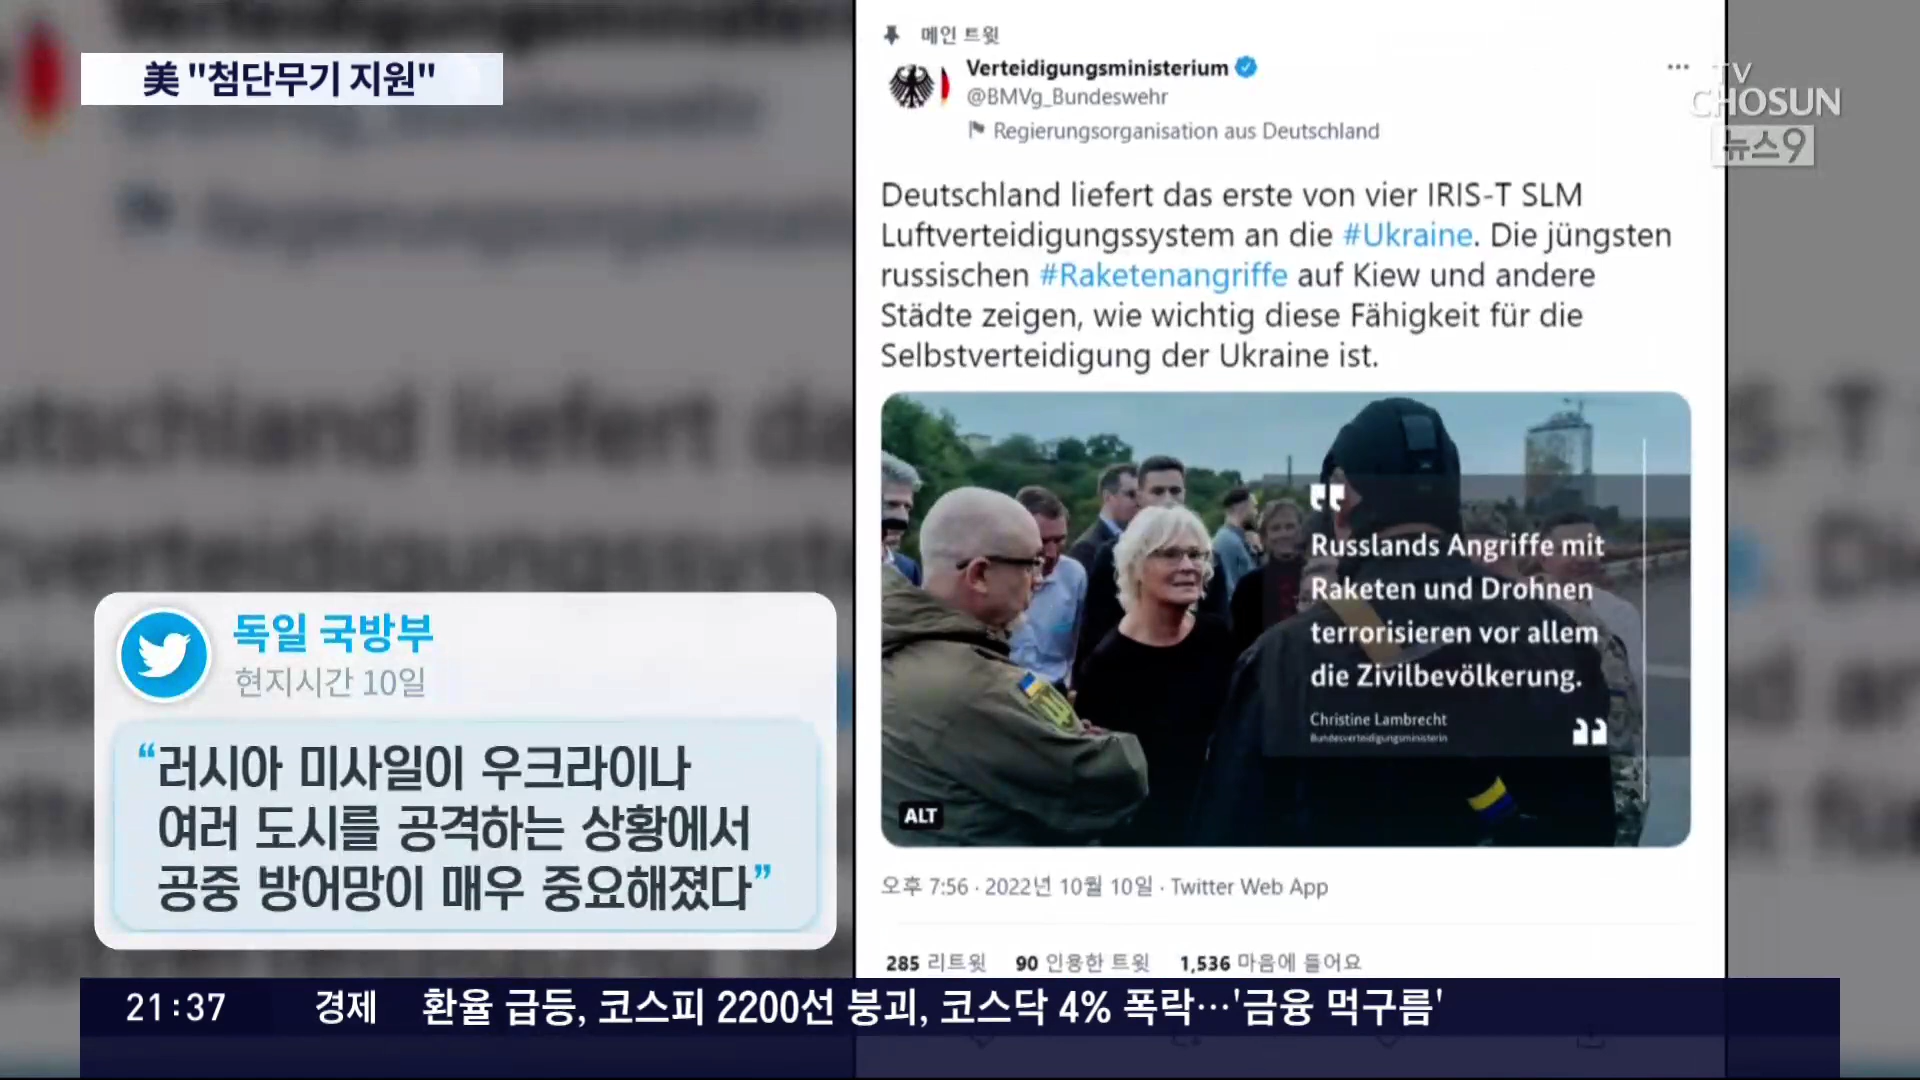 美 "첨단무기 지원"
TV
CHOSUN
뉴스9
메인 트윗
Verteidigungsministerium
@BMVg_Bundeswehr
Regierungsorganisation aus Deutschland
Deutschland liefert das erste von vier IRIS-T SLM
Luftverteidigungssystem an die #Ukraine. Die jüngsten
russischen #Raketenangriffe auf Kiew und andere
Städte zeigen, wie wichtig diese Fähigkeit für die
Selbstverteidigung der Ukraine ist.
Russlands Angriffe mit
Raketen und Drohnen
terrorisieren vor allem
die Zivilbevölkerung.
Christine Lambrecht
Bundesverteidigungsministerin
ALT
오후 7:56 · 2022년 10월 10일 · Twitter Web App
285 리트윗 90 인용한 트윗 1,536 마음에 들어요
독일 국방부
현지시간 10일
“러시아 미사일이 우크라이나
여러 도시를 공격하는 상황에서
공중 방어망이 매우 중요해졌다”
21:37 경제 환율 급등, 코스피 2200선 붕괴, 코스닥 4% 폭락…'금융 먹구름'